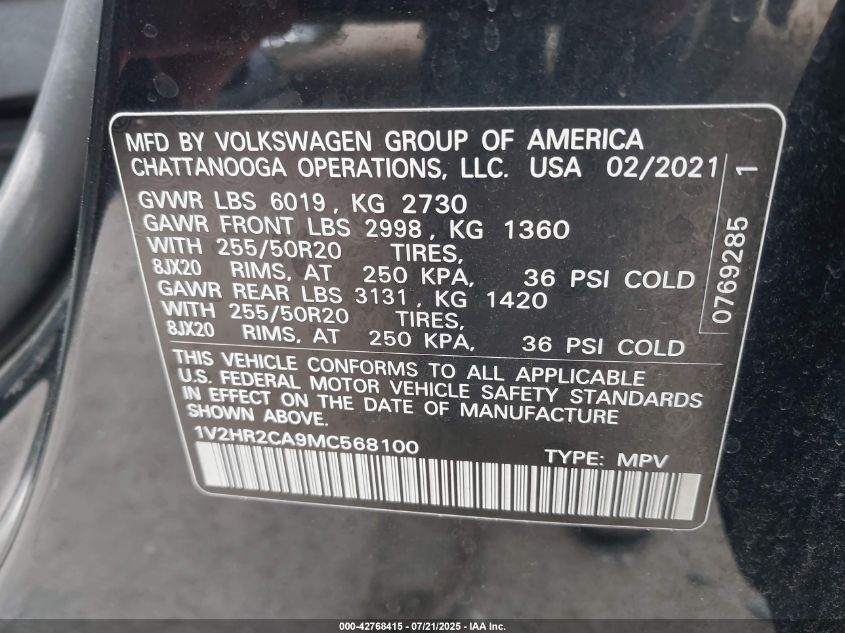 MFD BY VOLKSWAGEN GROUP OF AMERICA
CHATTANOOGA OPERATIONS, LLC. USA 02/2021
GVWR LBS 6019, KG 2730
GAWR FRONT LBS 2998, KG 1360
WITH 255/50R20 TIRES,
8JX20 RIMS, AT 250 KPA, 36 PSI COLD
GAWR REAR LBS 3131, KG 1420
WITH 255/50R20 TIRES,
8JX20 RIMS, AT 250 KPA, 36 PSI COLD
THIS VEHICLE CONFORMS TO ALL APPLICABLE
U.S. FEDERAL MOTOR VEHICLE SAFETY STANDARDS
IN EFFECT ON THE DATE OF MANUFACTURE
SHOWN ABOVE.
1V2HR2CA9MC568100 TYPE: MPV
0769285 1
000-42768415 - 07/21/2025 - IAA Inc.